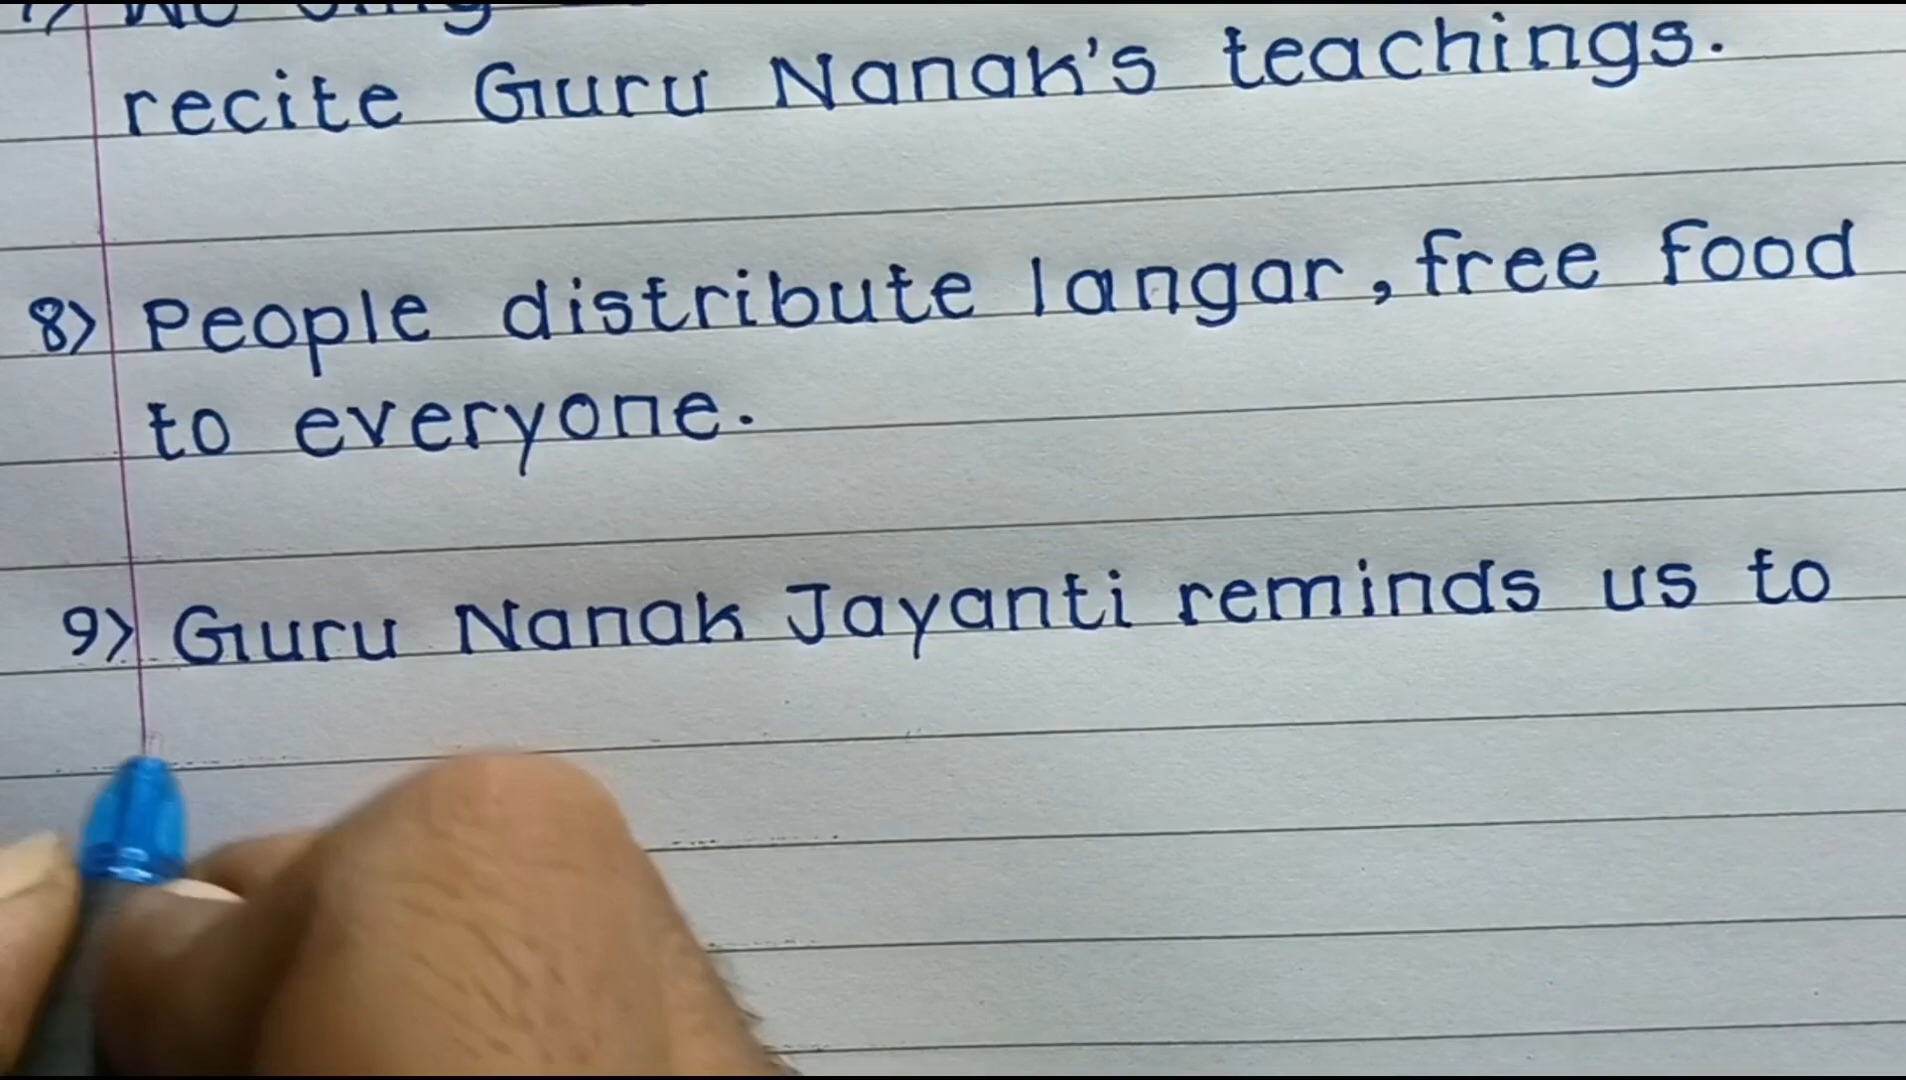 recite Guru Nanak's teachings.
8) People distribute langar, free food
to everyone.
9) Guru Nanak Jayanti reminds us to